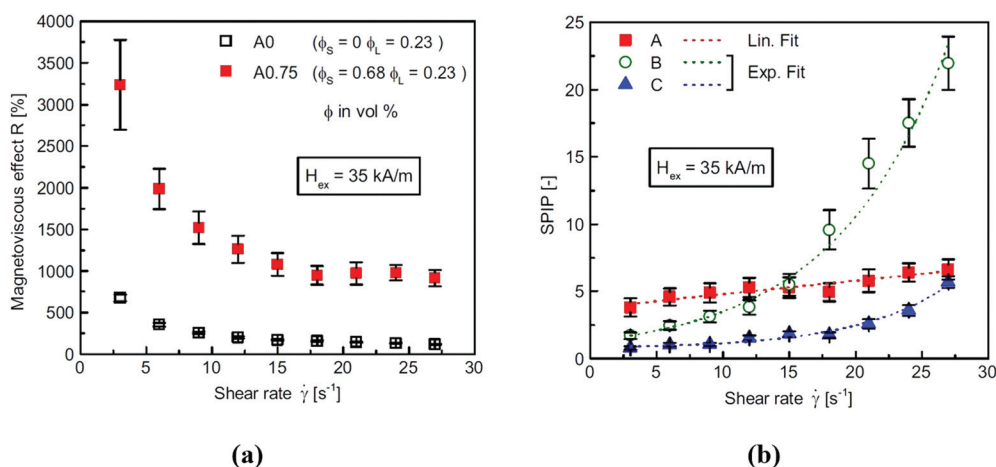 4000
3500
3000
2500
2000
1500
1000
500
0
Magnetoviscous effect R [%]
A0 (ϕS = 0 ϕL = 0.23 )
A0.75 (ϕS = 0.68 ϕL = 0.23 )
ϕ in vol %
Hex = 35 kA/m
0 5 10 15 20 25 30
Shear rate γ̇ [s-1]
(a)
25
20
15
10
5
0
SPIP [-]
A Lin. Fit
B Exp. Fit
C
Hex = 35 kA/m
0 5 10 15 20 25 30
Shear rate γ̇ [s-1]
(b)